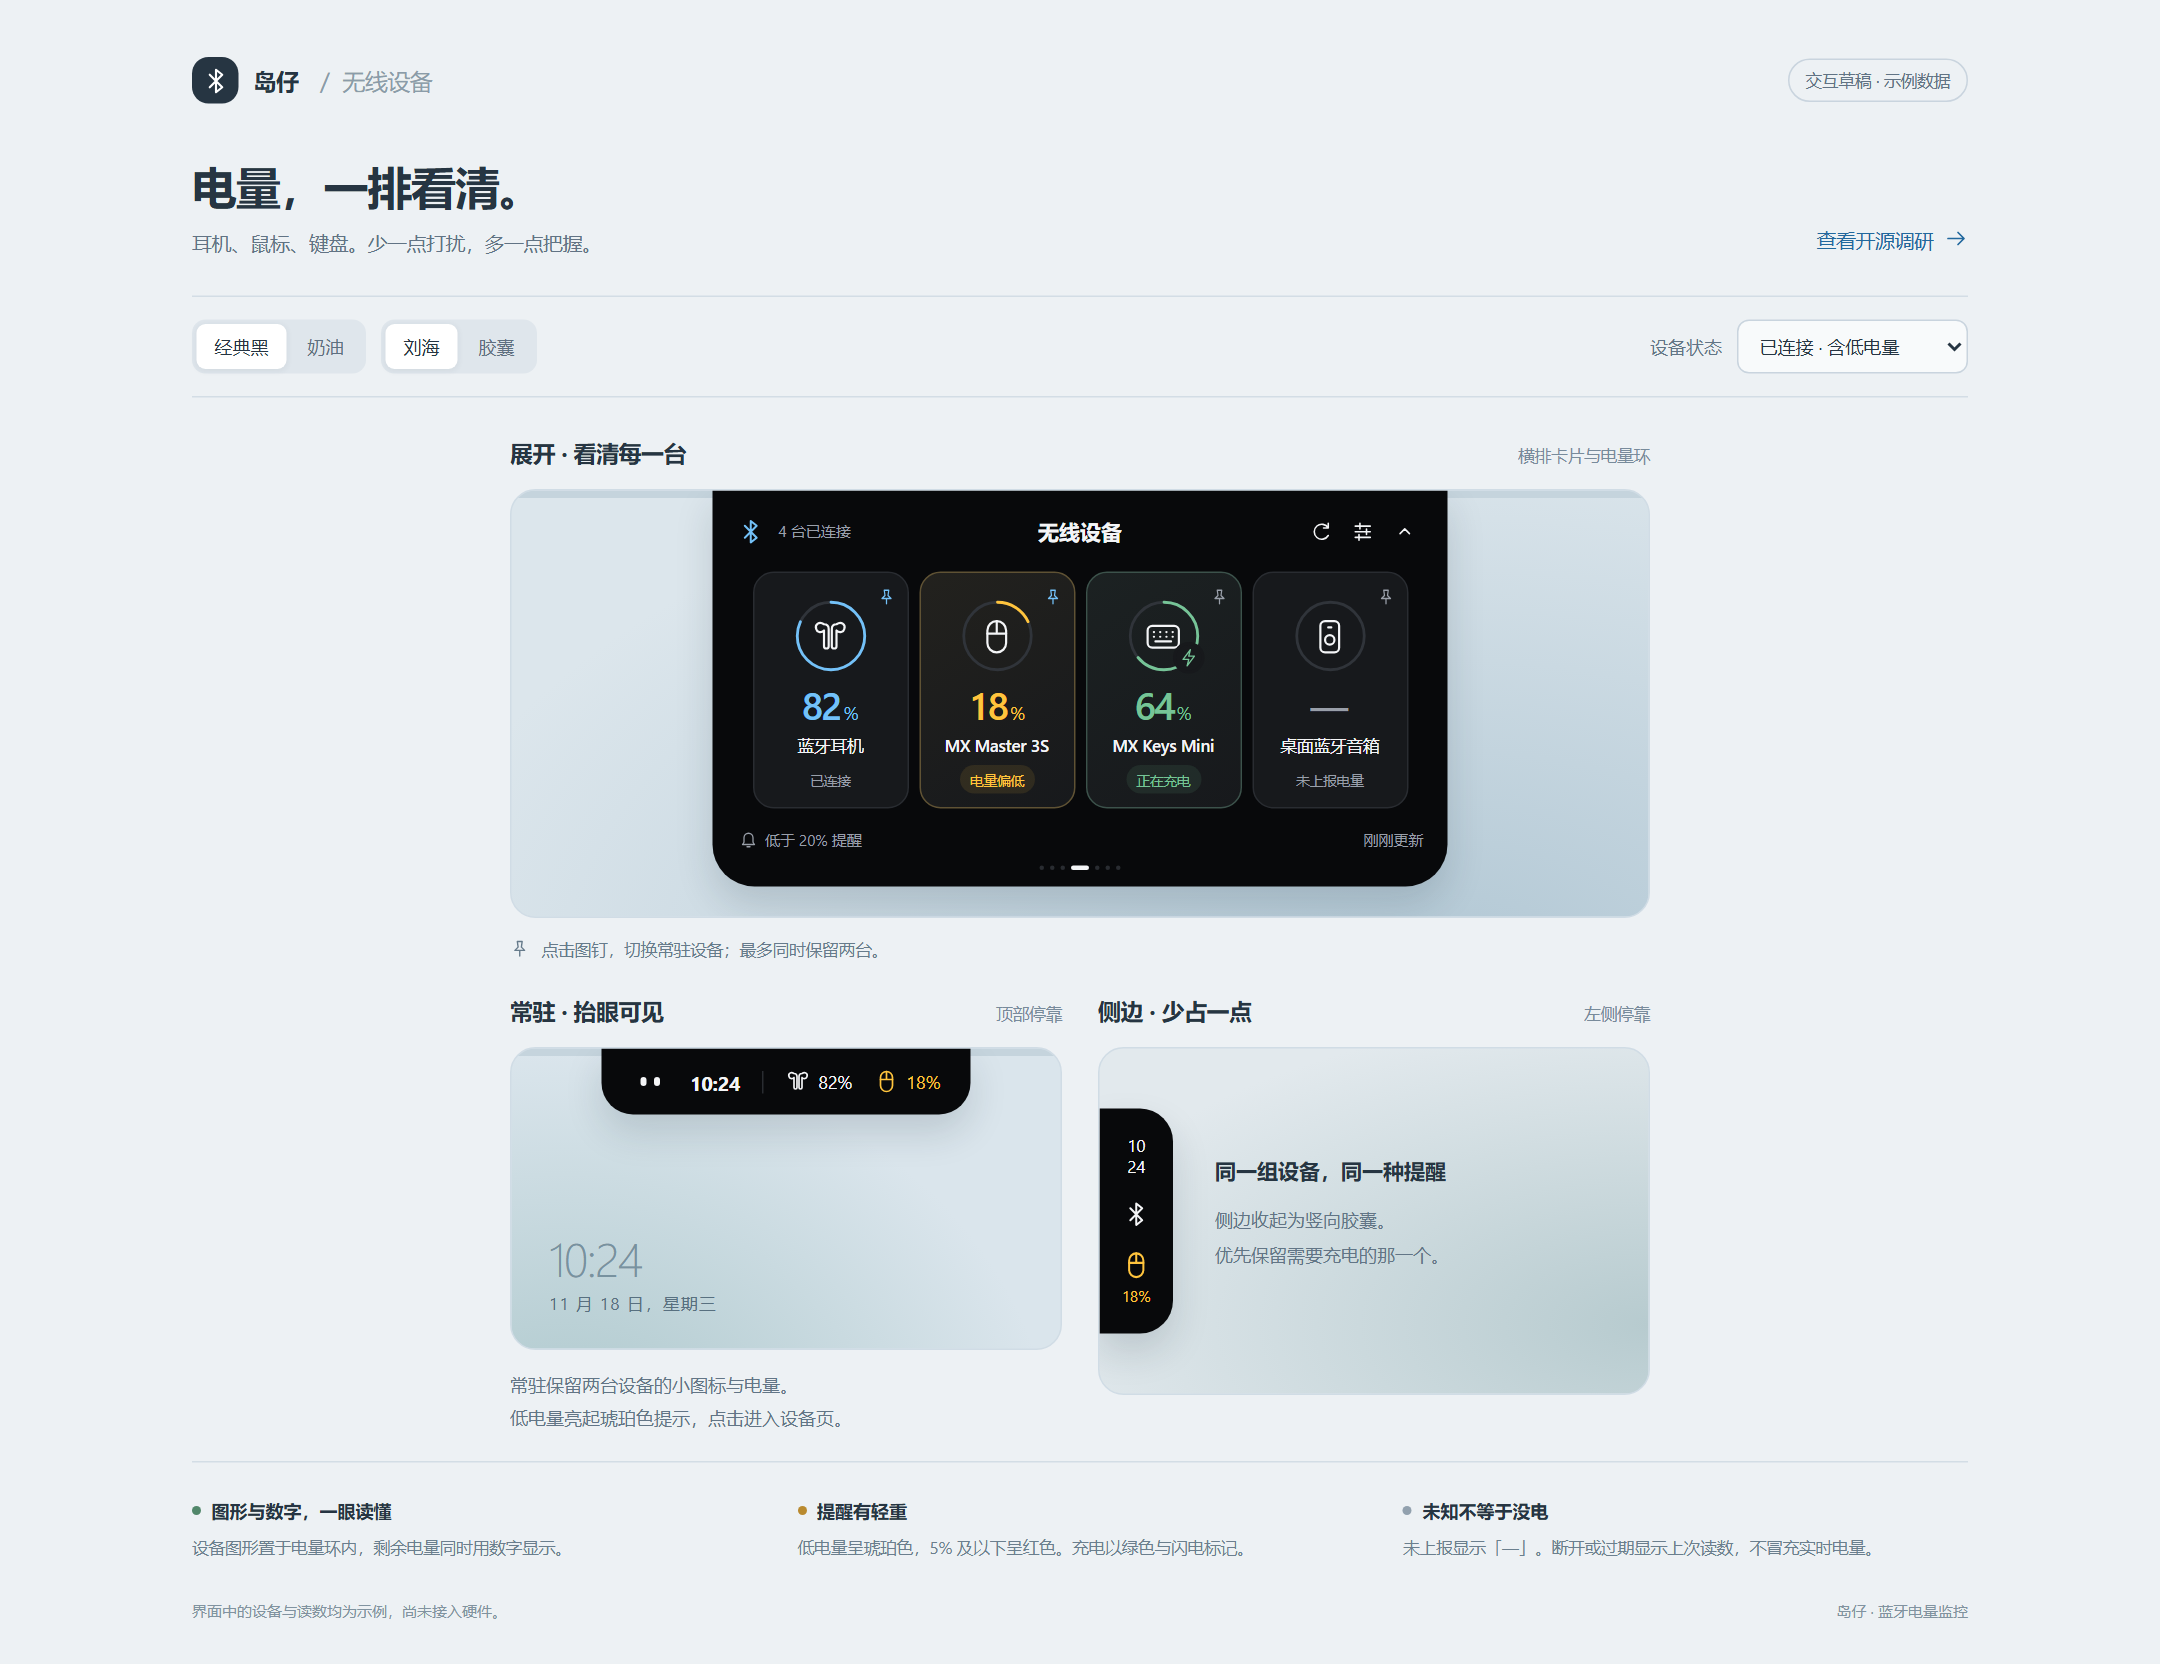 岛仔 / 无线设备
交互草稿 · 示例数据
电量，一排看清。
耳机、鼠标、键盘。少一点打扰，多一点把握。
查看开源调研 →
经典黑 奶油 刘海 胶囊
设备状态 已连接 · 含低电量
展开 · 看清每一台
横排卡片与电量环
4 台已连接
无线设备
82%
蓝牙耳机
已连接
18%
MX Master 3S
电量偏低
64%
MX Keys Mini
正在充电
—
桌面蓝牙音箱
未上报电量
低于 20% 提醒
刚刚更新
点击图钉，切换常驻设备；最多同时保留两台。
常驻 · 抬眼可见
顶部停靠
10:24 82% 18%
10:24
11 月 18 日，星期三
常驻保留两台设备的小图标与电量。
低电量亮起琥珀色提示，点击进入设备页。
侧边 · 少占一点
左侧停靠
10
24
18%
同一组设备，同一种提醒
侧边收起为竖向胶囊。
优先保留需要充电的那一个。
图形与数字，一眼读懂
设备图形置于电量环内，剩余电量同时用数字显示。
提醒有轻重
低电量呈琥珀色，5% 及以下呈红色。充电以绿色与闪电标记。
未知不等于没电
未上报显示「—」。断开或过期显示上次读数，不冒充实时电量。
界面中的设备与读数均为示例，尚未接入硬件。
岛仔 · 蓝牙电量监控